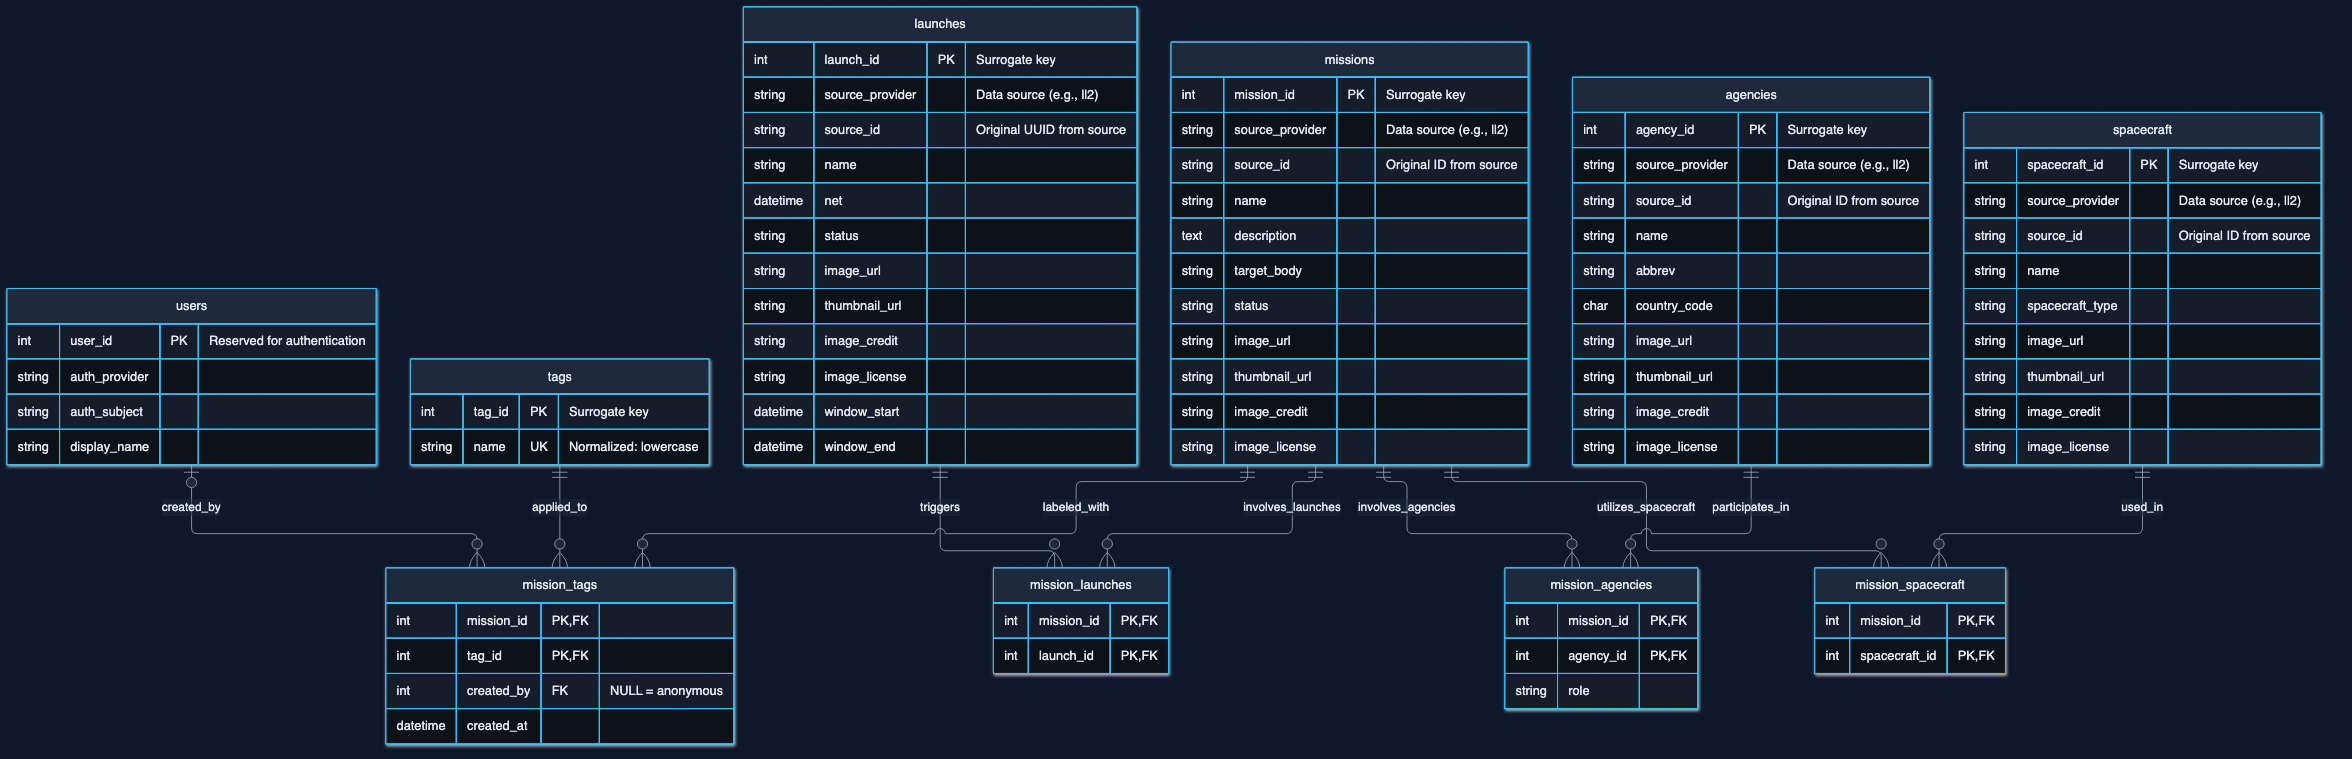 launches
int launch_id PK Surrogate key
string source_provider Data source (e.g., ll2)
string source_id Original UUID from source
string name
datetime net
string status
string image_url
string thumbnail_url
string image_credit
string image_license
datetime window_start
datetime window_end
missions
int mission_id PK Surrogate key
string source_provider Data source (e.g., ll2)
string source_id Original ID from source
string name
text description
string target_body
string status
string image_url
string thumbnail_url
string image_credit
string image_license
agencies
int agency_id PK Surrogate key
string source_provider Data source (e.g., ll2)
string source_id Original ID from source
string name
string abbrev
char country_code
string image_url
string thumbnail_url
string image_credit
string image_license
spacecraft
int spacecraft_id PK Surrogate key
string source_provider Data source (e.g., ll2)
string source_id Original ID from source
string name
string spacecraft_type
string image_url
string thumbnail_url
string image_credit
string image_license
users
int user_id PK Reserved for authentication
string auth_provider
string auth_subject
string display_name
tags
int tag_id PK Surrogate key
string name UK Normalized: lowercase
created_by
applied_to
triggers
labeled_with
involves_launches
involves_agencies
utilizes_spacecraft
participates_in
used_in
mission_tags
int mission_id PK,FK
int tag_id PK,FK
int created_by FK NULL = anonymous
datetime created_at
mission_launches
int mission_id PK,FK
int launch_id PK,FK
mission_agencies
int mission_id PK,FK
int agency_id PK,FK
string role
mission_spacecraft
int mission_id PK,FK
int spacecraft_id PK,FK